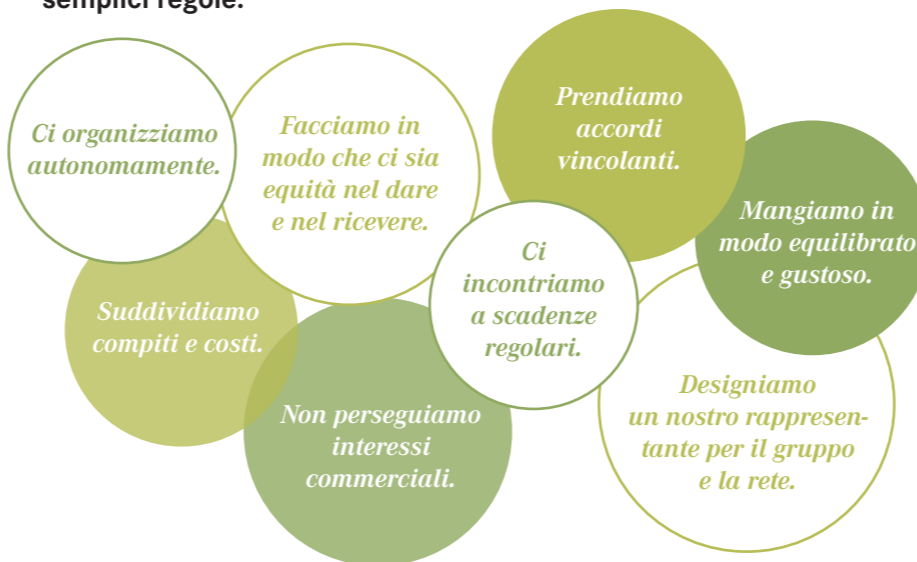 semplici regole.
Ci organizziamo
autonomamente.
Facciamo in
modo che ci sia
equità nel dare
e nel ricevere.
Prendiamo
accordi
vincolanti.
Mangiamo in
modo equilibrato
e gustoso.
Suddividiamo
compiti e costi.
Ci
incontriamo
a scadenze
regolari.
Non perseguiamo
interessi
commerciali.
Designiamo
un nostro rappresen-
tante per il gruppo
e la rete.